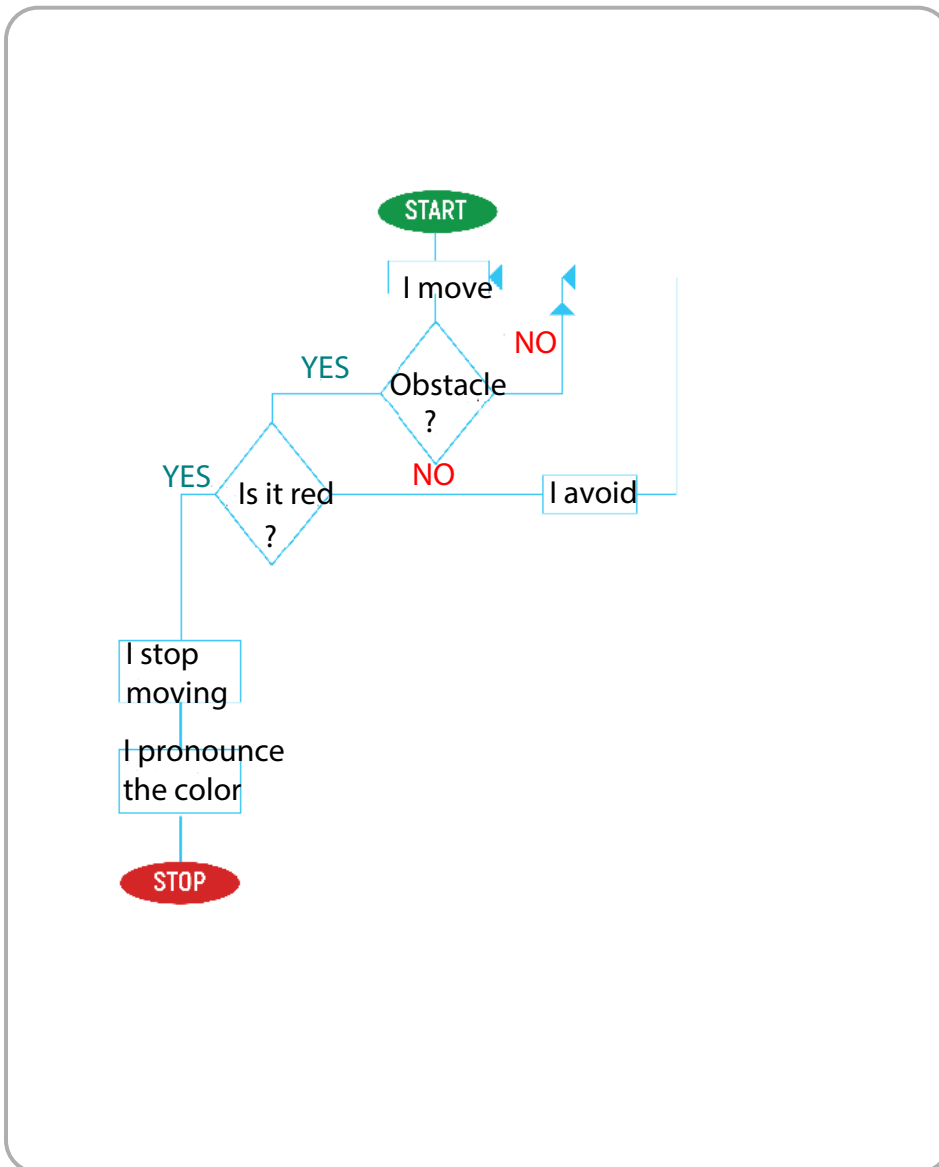 START
I move
NO
YES
Obstacle
?
YES
NO
Is it red
?
I avoid
I stop
moving
I pronounce
the color
STOP